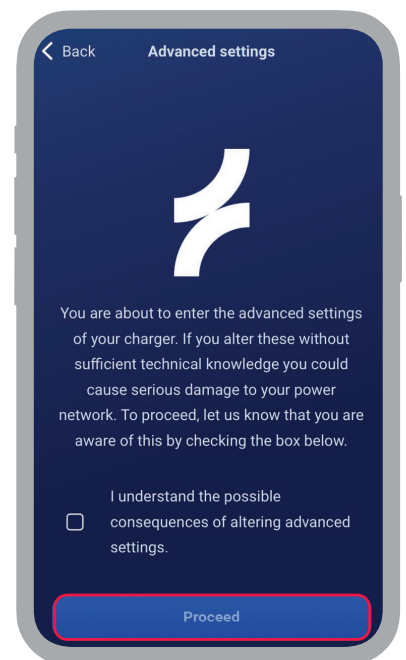 Back
Advanced settings
You are about to enter the advanced settings
of your charger. If you alter these without
sufficient technical knowledge you could
cause serious damage to your power
network. To proceed, let us know that you are
aware of this by checking the box below.
I understand the possible
consequences of altering advanced
settings.
Proceed